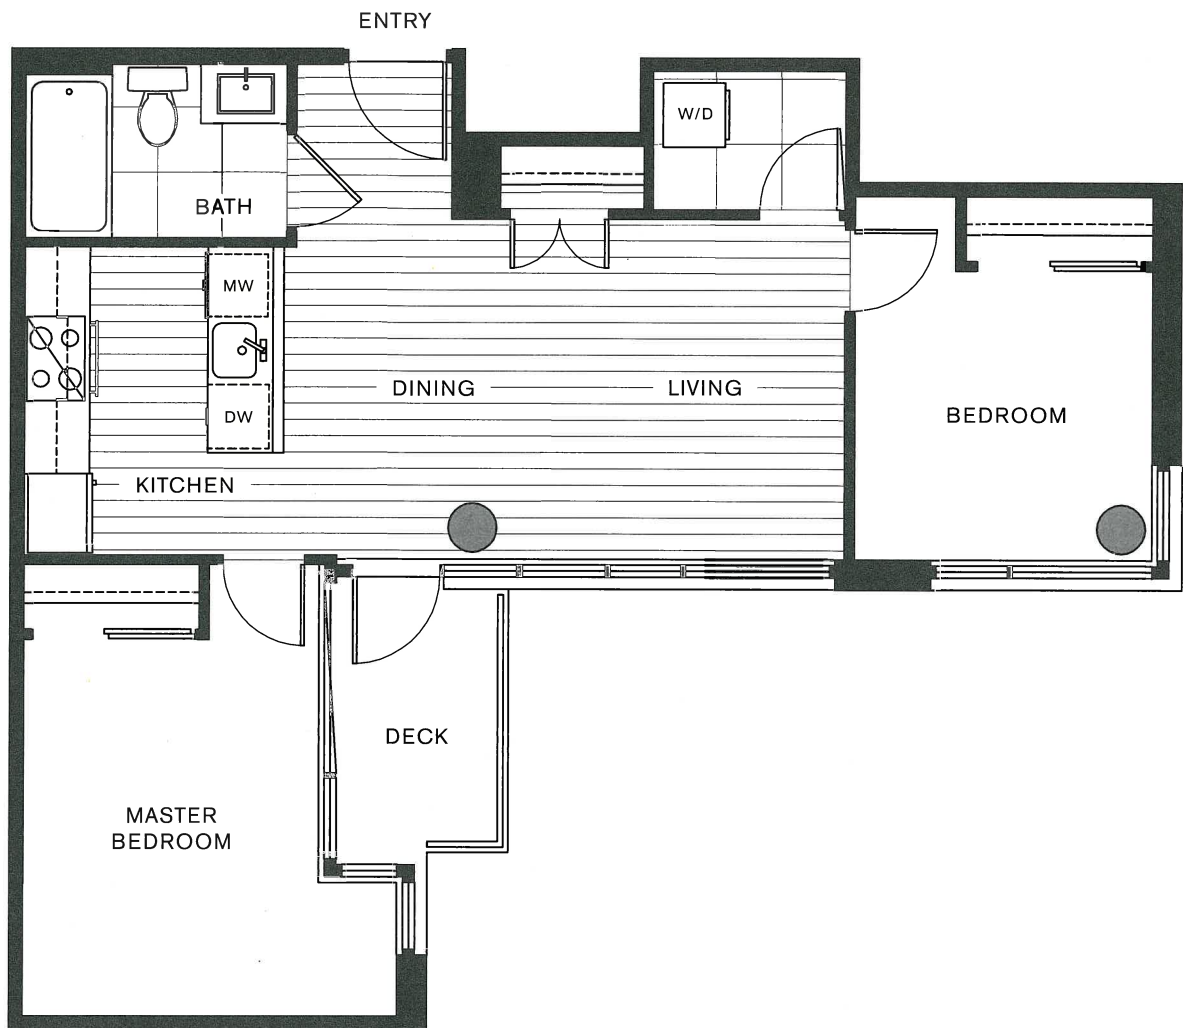 ENTRY
W/D
BATH
MW
DINING
LIVING
DW
BEDROOM
KITCHEN
DECK
MASTER
BEDROOM